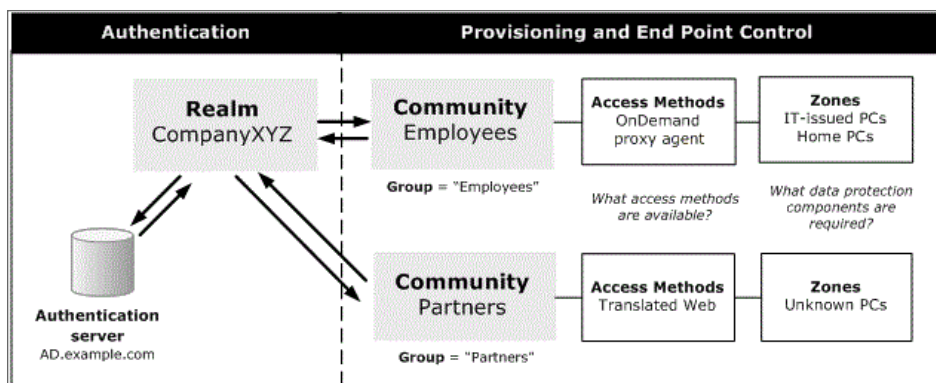 Authentication
Provisioning and End Point Control
Realm
CompanyXYZ
Community
Employees
Group = "Employees"
Access Methods
OnDemand
proxy agent
Zones
IT-issued PCs
Home PCs
What access methods
are available?
What data protection
components are
required?
Authentication
server
AD.example.com
Community
Partners
Group = "Partners"
Access Methods
Translated Web
Zones
Unknown PCs